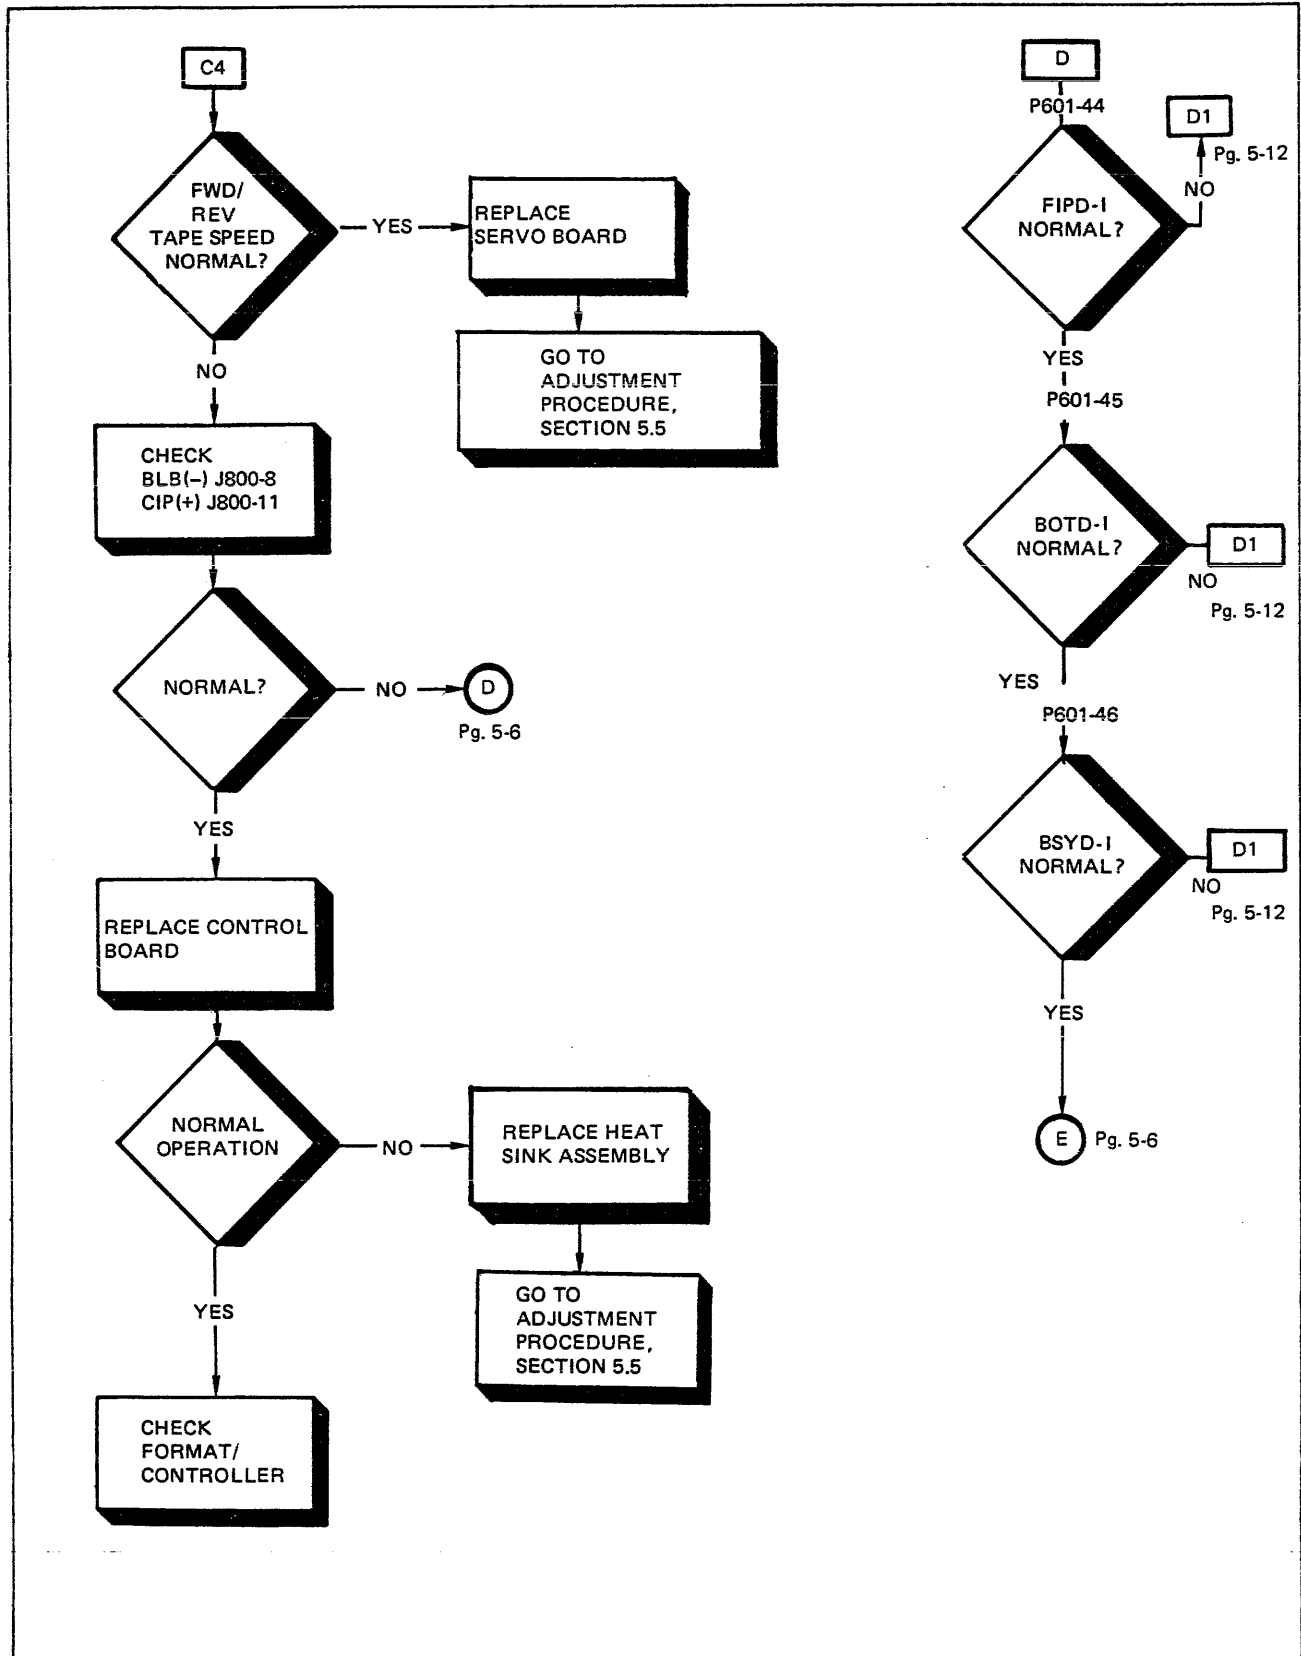 C4
FWD/
REV
TAPE SPEED
NORMAL?
YES
REPLACE
SERVO BOARD
GO TO
ADJUSTMENT
PROCEDURE,
SECTION 5.5
NO
CHECK
BLB(−) J800-8
CIP(+) J800-11
NORMAL?
NO
D
Pg. 5-6
YES
REPLACE CONTROL
BOARD
NORMAL
OPERATION
NO
REPLACE HEAT
SINK ASSEMBLY
GO TO
ADJUSTMENT
PROCEDURE,
SECTION 5.5
YES
CHECK
FORMAT/
CONTROLLER
D
P601-44
FIPD-I
NORMAL?
NO
D1
Pg. 5-12
YES
P601-45
BOTD-I
NORMAL?
D1
NO
Pg. 5-12
YES
P601-46
BSYD-I
NORMAL?
D1
NO
Pg. 5-12
YES
E
Pg. 5-6